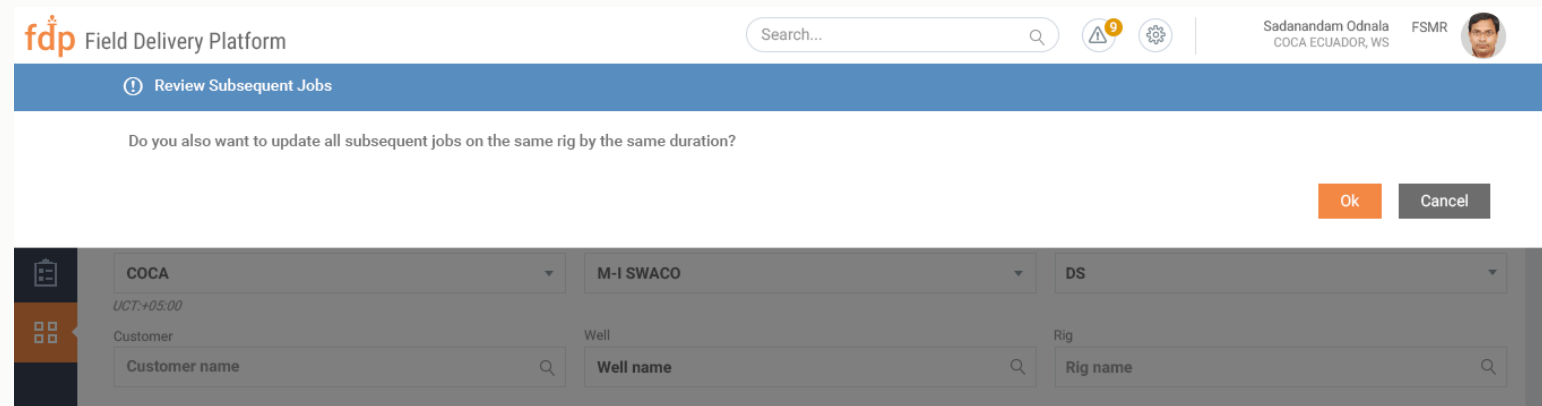 fdp Field Delivery Platform
Search...
9
Sadanandam Odnala
COCA ECUADOR, WS
FSMR
Review Subsequent Jobs
Do you also want to update all subsequent jobs on the same rig by the same duration?
Ok Cancel
COCA M-I SWACO DS
UCT:+05:00
Customer Well Rig
Customer name Well name Rig name